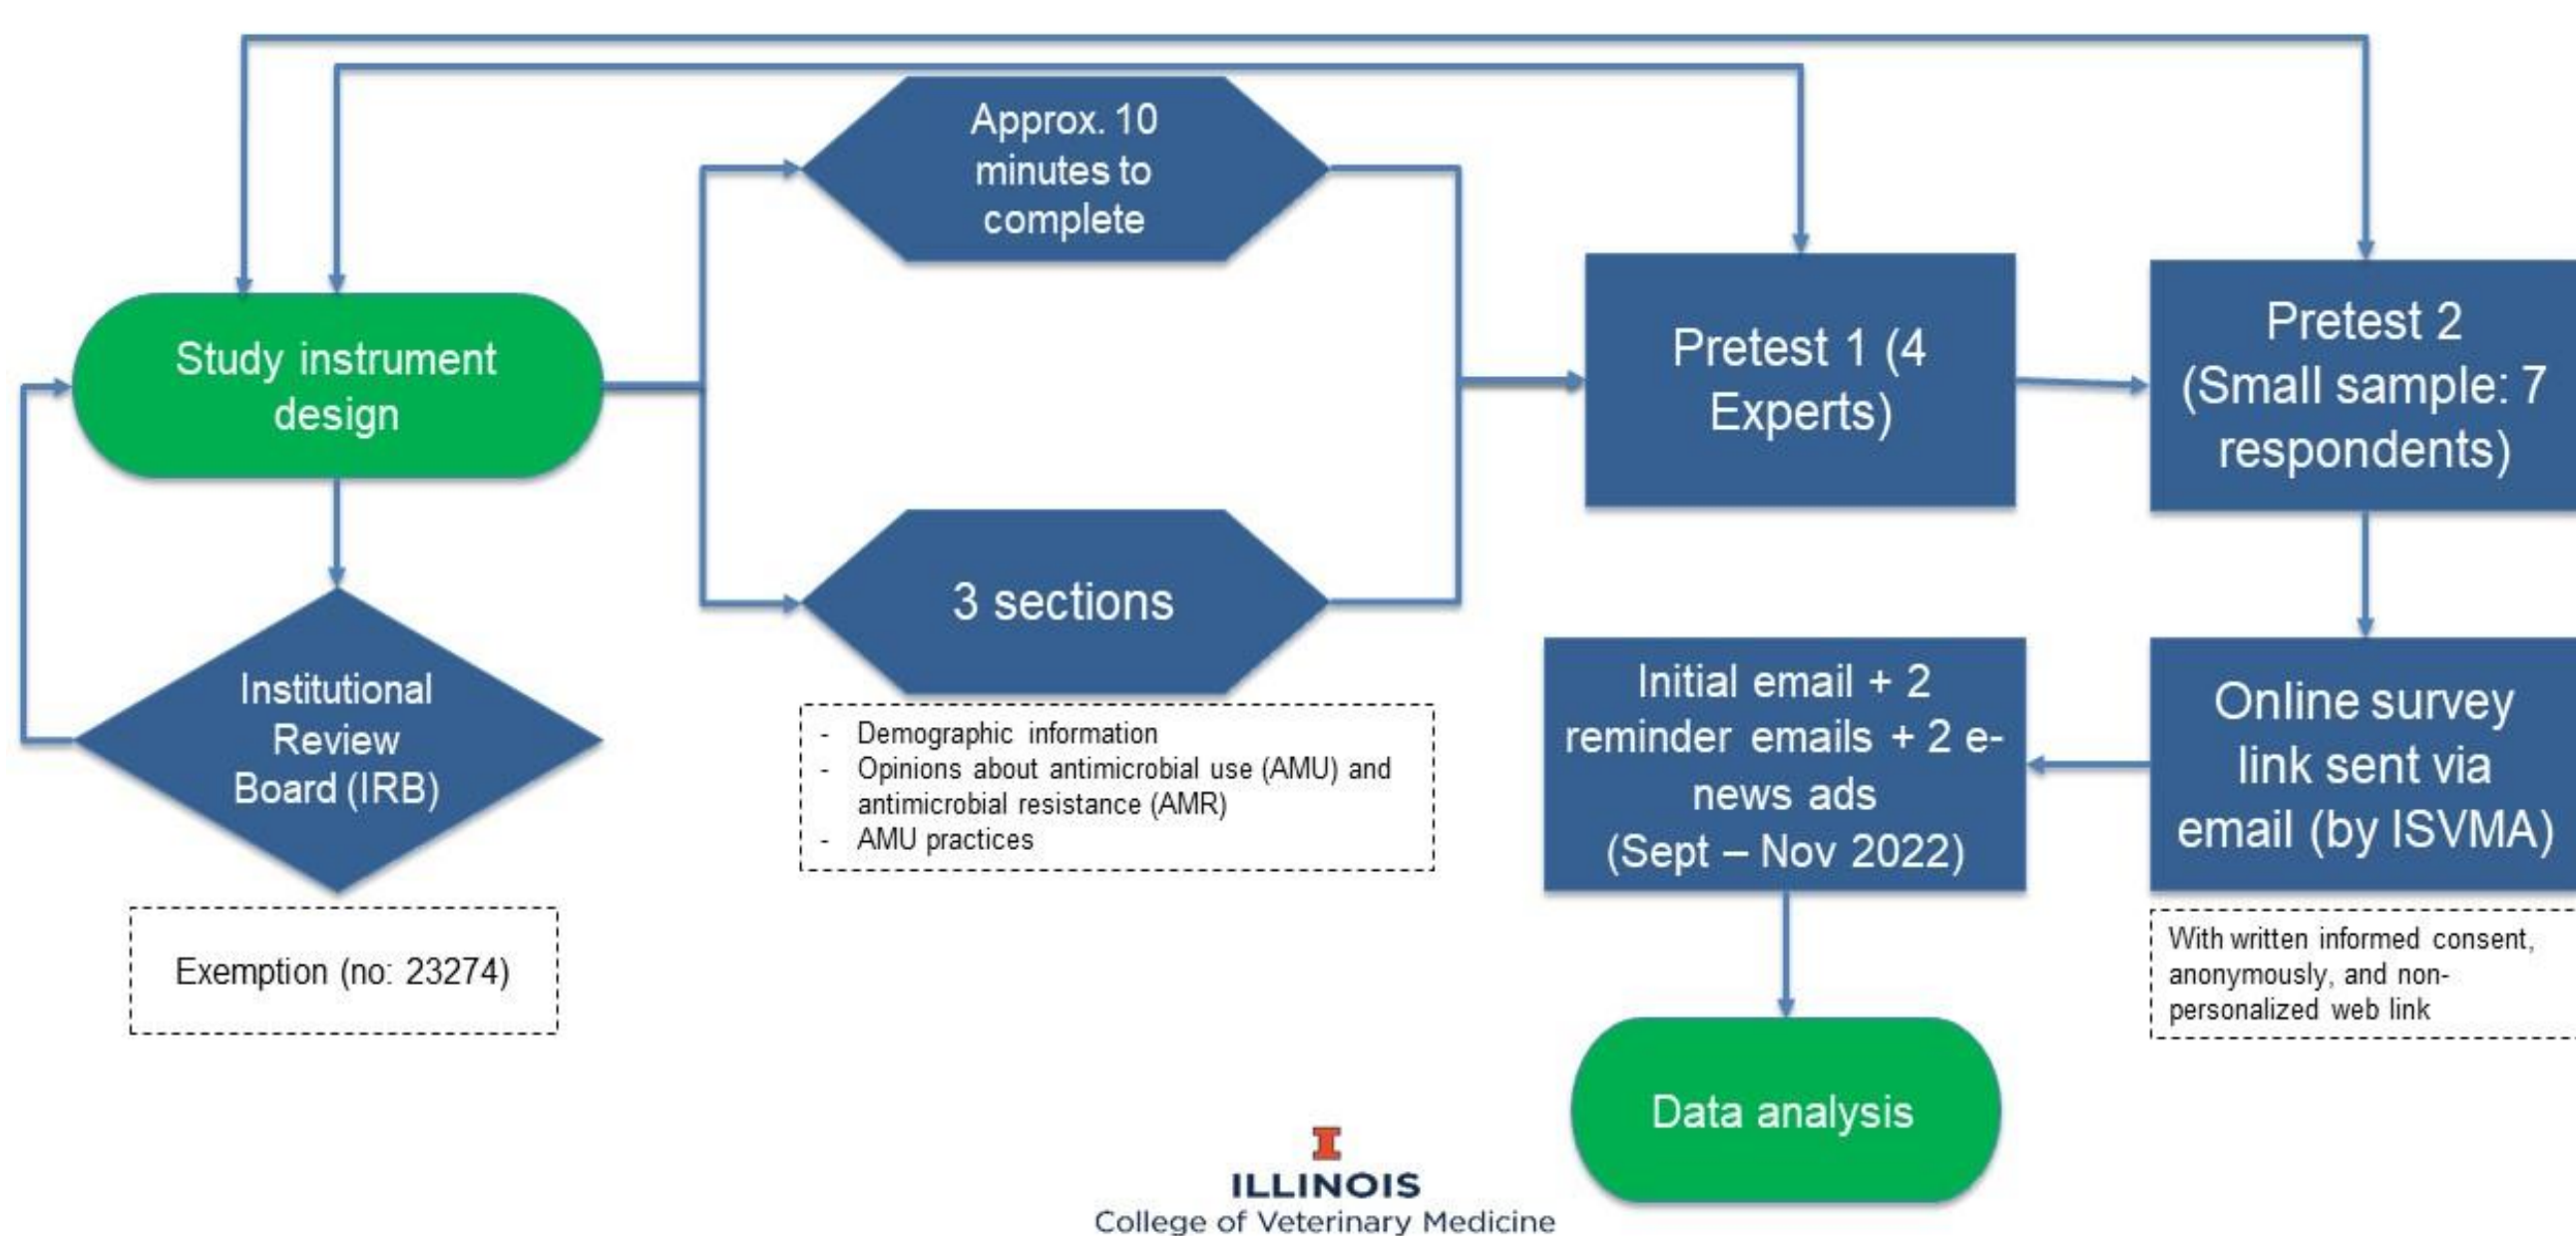 Approx. 10
minutes to
complete
Study instrument
design
Pretest 1 (4
Experts)
Pretest 2
(Small sample: 7
respondents)
3 sections
Institutional
Review
Board (IRB)
- Demographic information
- Opinions about antimicrobial use (AMU) and
antimicrobial resistance (AMR)
- AMU practices
Initial email + 2
reminder emails + 2 e-
news ads
(Sept – Nov 2022)
Online survey
link sent via
email (by ISVMA)
Exemption (no: 23274)
With written informed consent,
anonymously, and non-
personalized web link
Data analysis
I
ILLINOIS
College of Veterinary Medicine